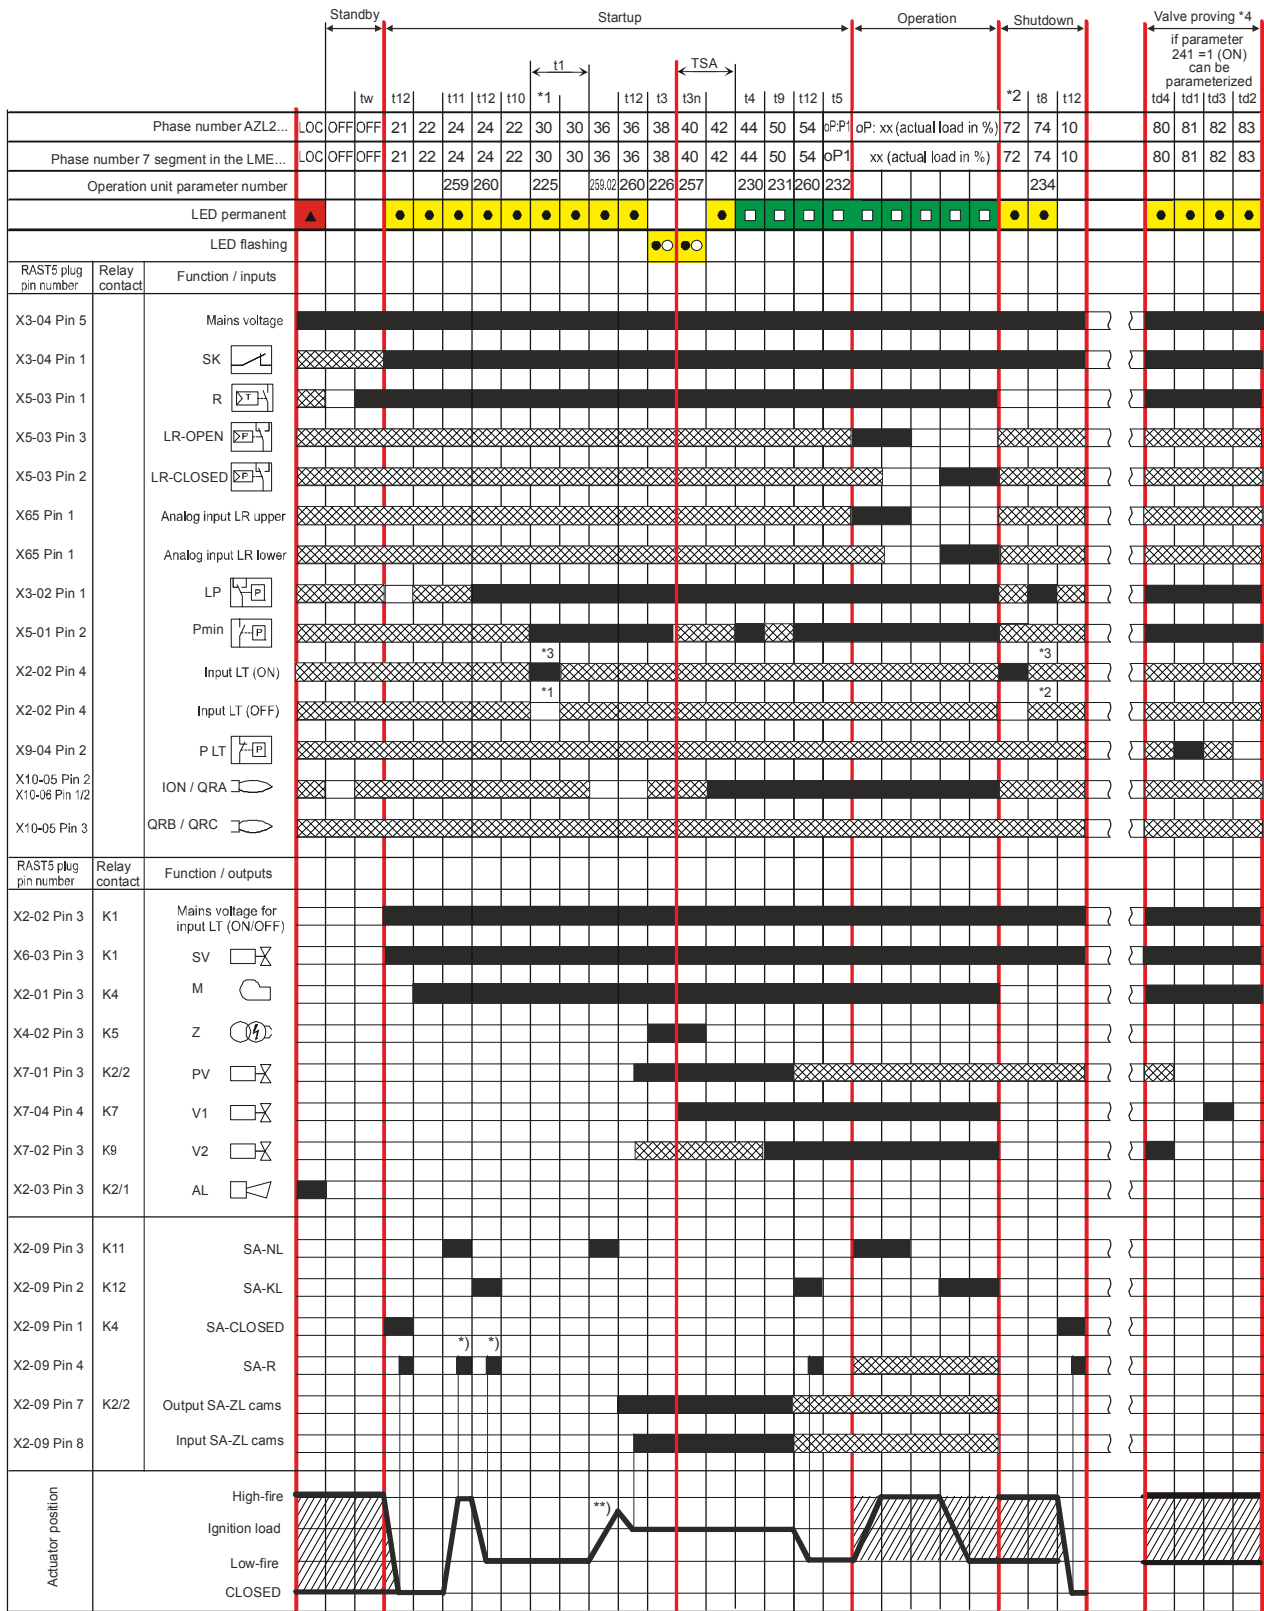 Standby Startup Operation Shutdown Valve proving *4
if parameter
241 =1 (ON)
can be
parameterized
t1 TSA
tw t12 t11 t12 t10 *1 t12 t3 t3n t4 t9 t12 t5 *2 t8 t12 td4 td1 td3 td2
Phase number AZL2... LOC OFF OFF 21 22 24 24 22 30 30 36 36 38 40 42 44 50 54 oP:P1 oP: xx (actual load in %) 72 74 10 80 81 82 83
Phase number 7 segment in the LME... LOC OFF OFF 21 22 24 24 22 30 30 36 36 38 40 42 44 50 54 oP1 xx (actual load in %) 72 74 10 80 81 82 83
Operation unit parameter number 259 260 225 259.02 260 226 257 230 231 260 232 234
LED permanent
LED flashing
RAST5 plug pin number Relay contact Function / inputs
X3-04 Pin 5 Mains voltage
X3-04 Pin 1 SK
X5-03 Pin 1 R
X5-03 Pin 3 LR-OPEN
X5-03 Pin 2 LR-CLOSED
X65 Pin 1 Analog input LR upper
X65 Pin 1 Analog input LR lower
X3-02 Pin 1 LP P
X5-01 Pin 2 Pmin P
*3 *3
X2-02 Pin 4 Input LT (ON)
*1 *2
X2-02 Pin 4 Input LT (OFF)
X9-04 Pin 2 P LT P
X10-05 Pin 2
X10-06 Pin 1/2 ION / QRA
X10-05 Pin 3 QRB / QRC
RAST5 plug pin number Relay contact Function / outputs
X2-02 Pin 3 K1 Mains voltage for input LT (ON/OFF)
X6-03 Pin 3 K1 SV
X2-01 Pin 3 K4 M
X4-02 Pin 3 K5 Z
X7-01 Pin 3 K2/2 PV
X7-04 Pin 4 K7 V1
X7-02 Pin 3 K9 V2
X2-03 Pin 3 K2/1 AL
X2-09 Pin 3 K11 SA-NL
X2-09 Pin 2 K12 SA-KL
X2-09 Pin 1 K4 SA-CLOSED
*) *)
X2-09 Pin 4 SA-R
X2-09 Pin 7 K2/2 Output SA-ZL cams
X2-09 Pin 8 Input SA-ZL cams
Actuator position
High-fire
**)
Ignition load
Low-fire
CLOSED